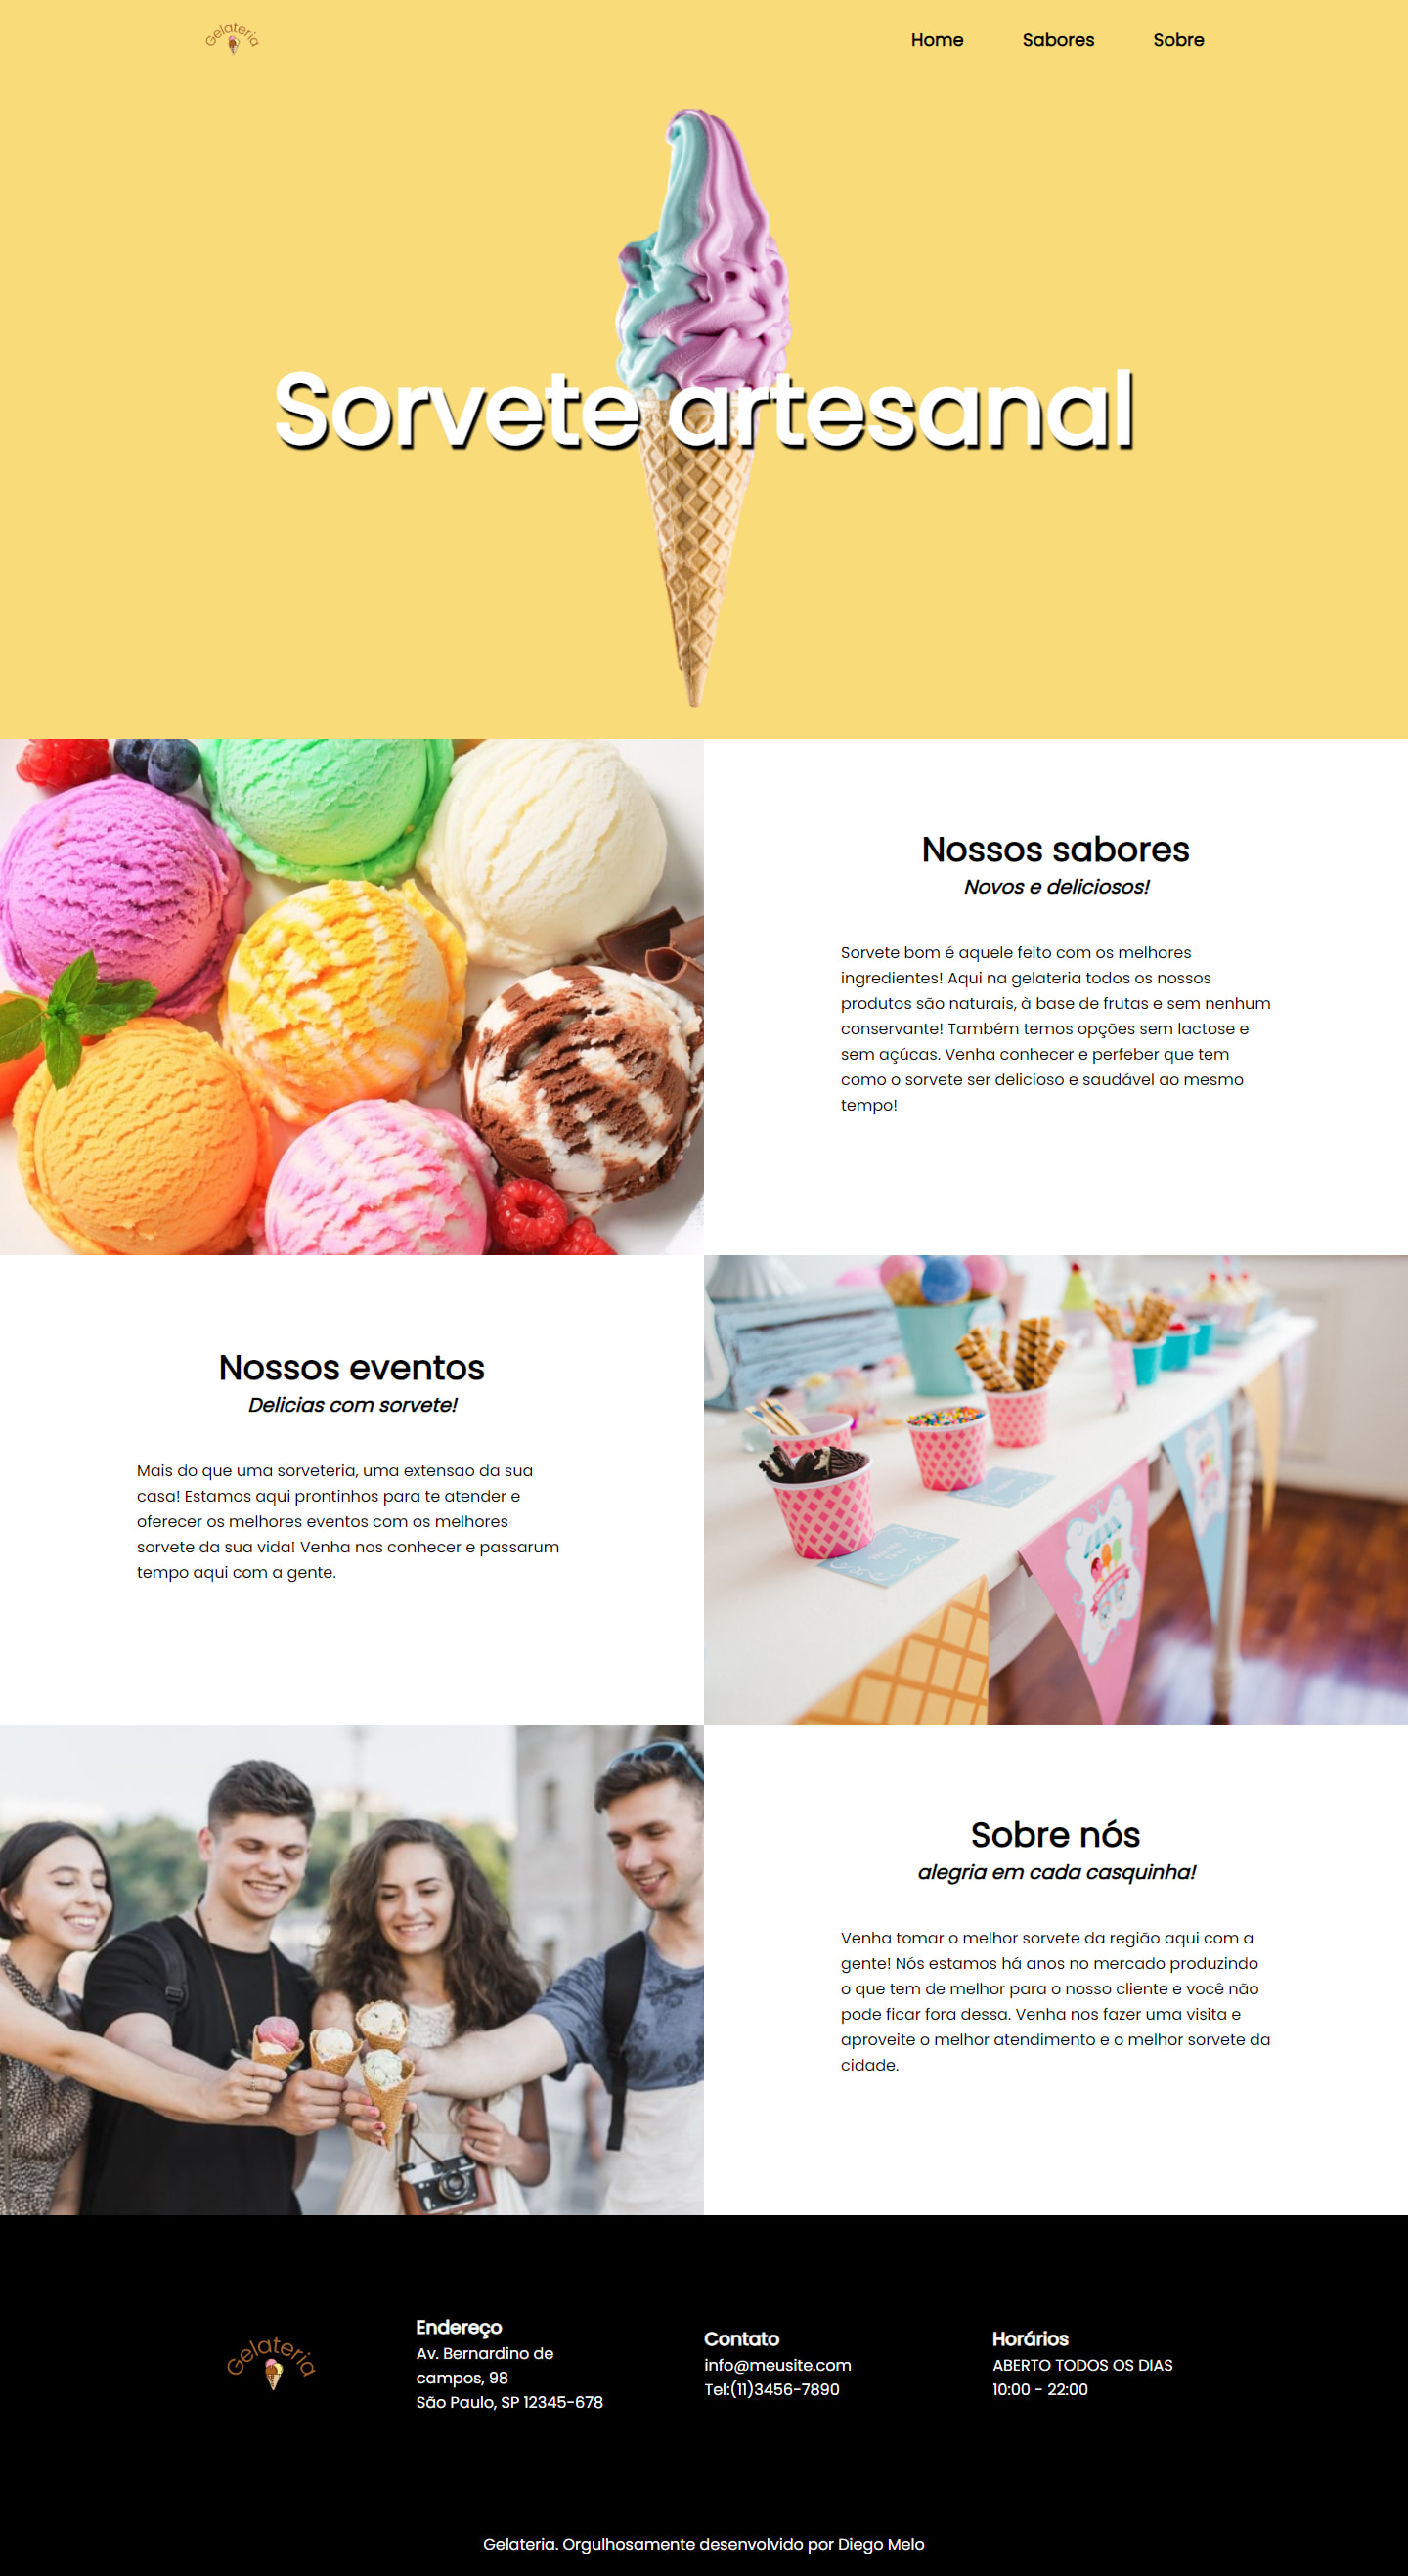 Gelateria
Home Sabores Sobre
Sorvete artesanal
Nossos sabores
Novos e deliciosos!
Sorvete bom é aquele feito com os melhores
ingredientes! Aqui na gelateria todos os nossos
produtos são naturais, à base de frutas e sem nenhum
conservante! Também temos opções sem lactose e
sem açúcas. Venha conhecer e perfeber que tem
como o sorvete ser delicioso e saudável ao mesmo
tempo!
Nossos eventos
Delicias com sorvete!
Mais do que uma sorveteria, uma extensao da sua
casa! Estamos aqui prontinhos para te atender e
oferecer os melhores eventos com os melhores
sorvete da sua vida! Venha nos conhecer e passarum
tempo aqui com a gente.
Sobre nós
alegria em cada casquinha!
Venha tomar o melhor sorvete da região aqui com a
gente! Nós estamos há anos no mercado produzindo
o que tem de melhor para o nosso cliente e você não
pode ficar fora dessa. Venha nos fazer uma visita e
aproveite o melhor atendimento e o melhor sorvete da
cidade.
Gelateria
Endereço
Av. Bernardino de
campos, 98
São Paulo, SP 12345-678
Contato
info@meusite.com
Tel:(11)3456-7890
Horários
ABERTO TODOS OS DIAS
10:00 - 22:00
Gelateria. Orgulhosamente desenvolvido por Diego Melo